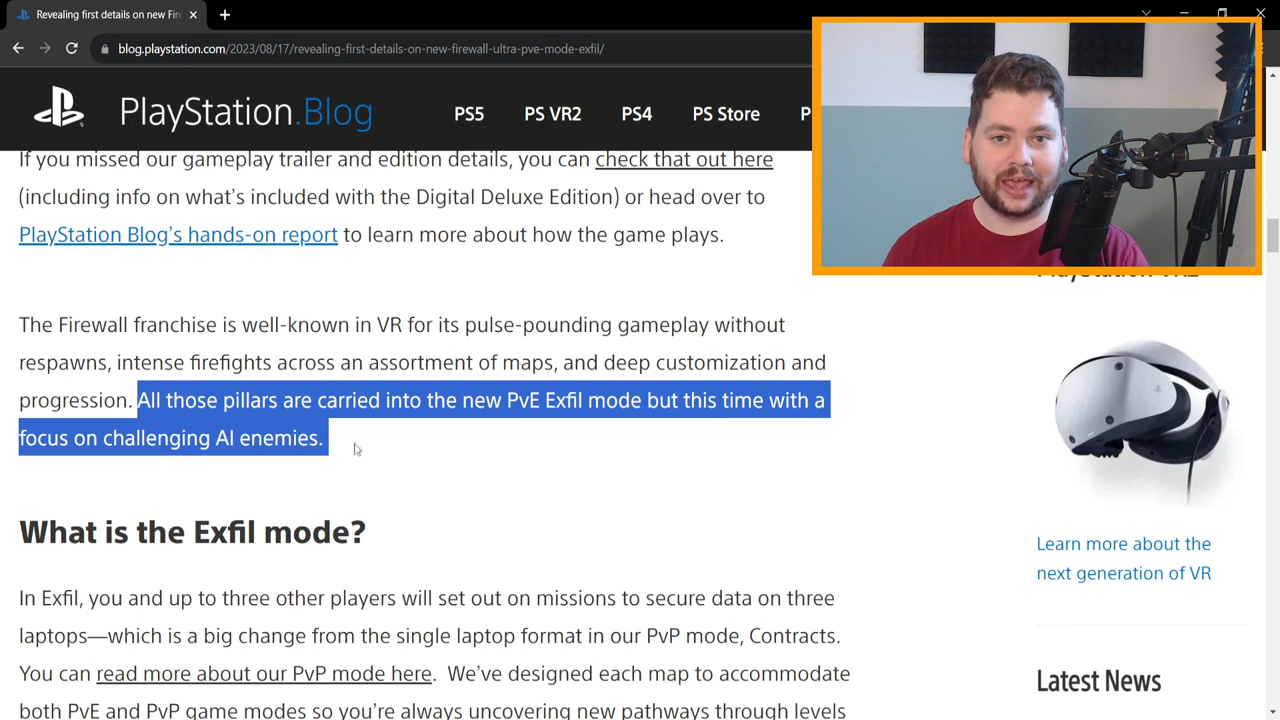 Revealing first details on new Fire
blog.playstation.com/2023/08/17/revealing-first-details-on-new-firewall-ultra-pve-mode-exfil/
PlayStation.Blog
PS5
PS VR2
PS4
PS Store
If you missed our gameplay trailer and edition details, you can check that out here
(including info on what's included with the Digital Deluxe Edition) or head over to
PlayStation Blog's hands-on report to learn more about how the game plays.
The Firewall franchise is well-known in VR for its pulse-pounding gameplay without
respawns, intense firefights across an assortment of maps, and deep customization and
progression. All those pillars are carried into the new PvE Exfil mode but this time with a
focus on challenging AI enemies.
What is the Exfil mode?
In Exfil, you and up to three other players will set out on missions to secure data on three
laptops—which is a big change from the single laptop format in our PvP mode, Contracts.
You can read more about our PvP mode here. We've designed each map to accommodate
both PvE and PvP game modes so you're always uncovering new pathways through levels
PlayStation VR2
Learn more about the
next generation of VR
Latest News